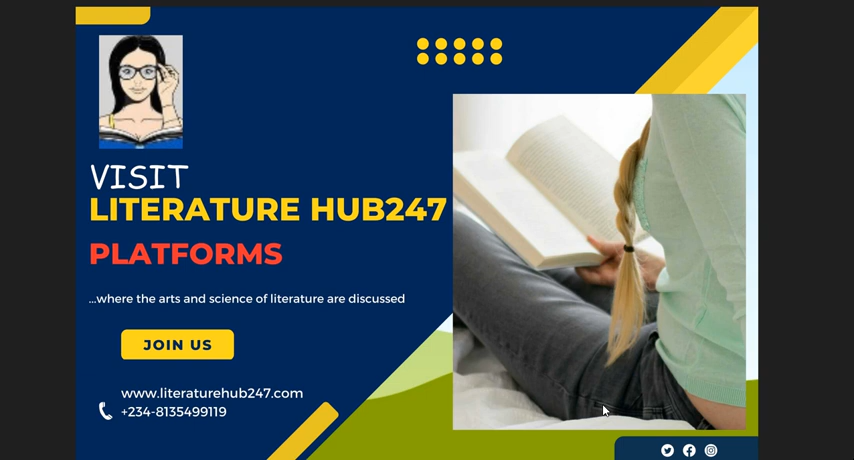 VISIT
LITERATURE HUB247
PLATFORMS
...where the arts and science of literature are discussed
JOIN US
www.literaturehub247.com
+234-8135499119